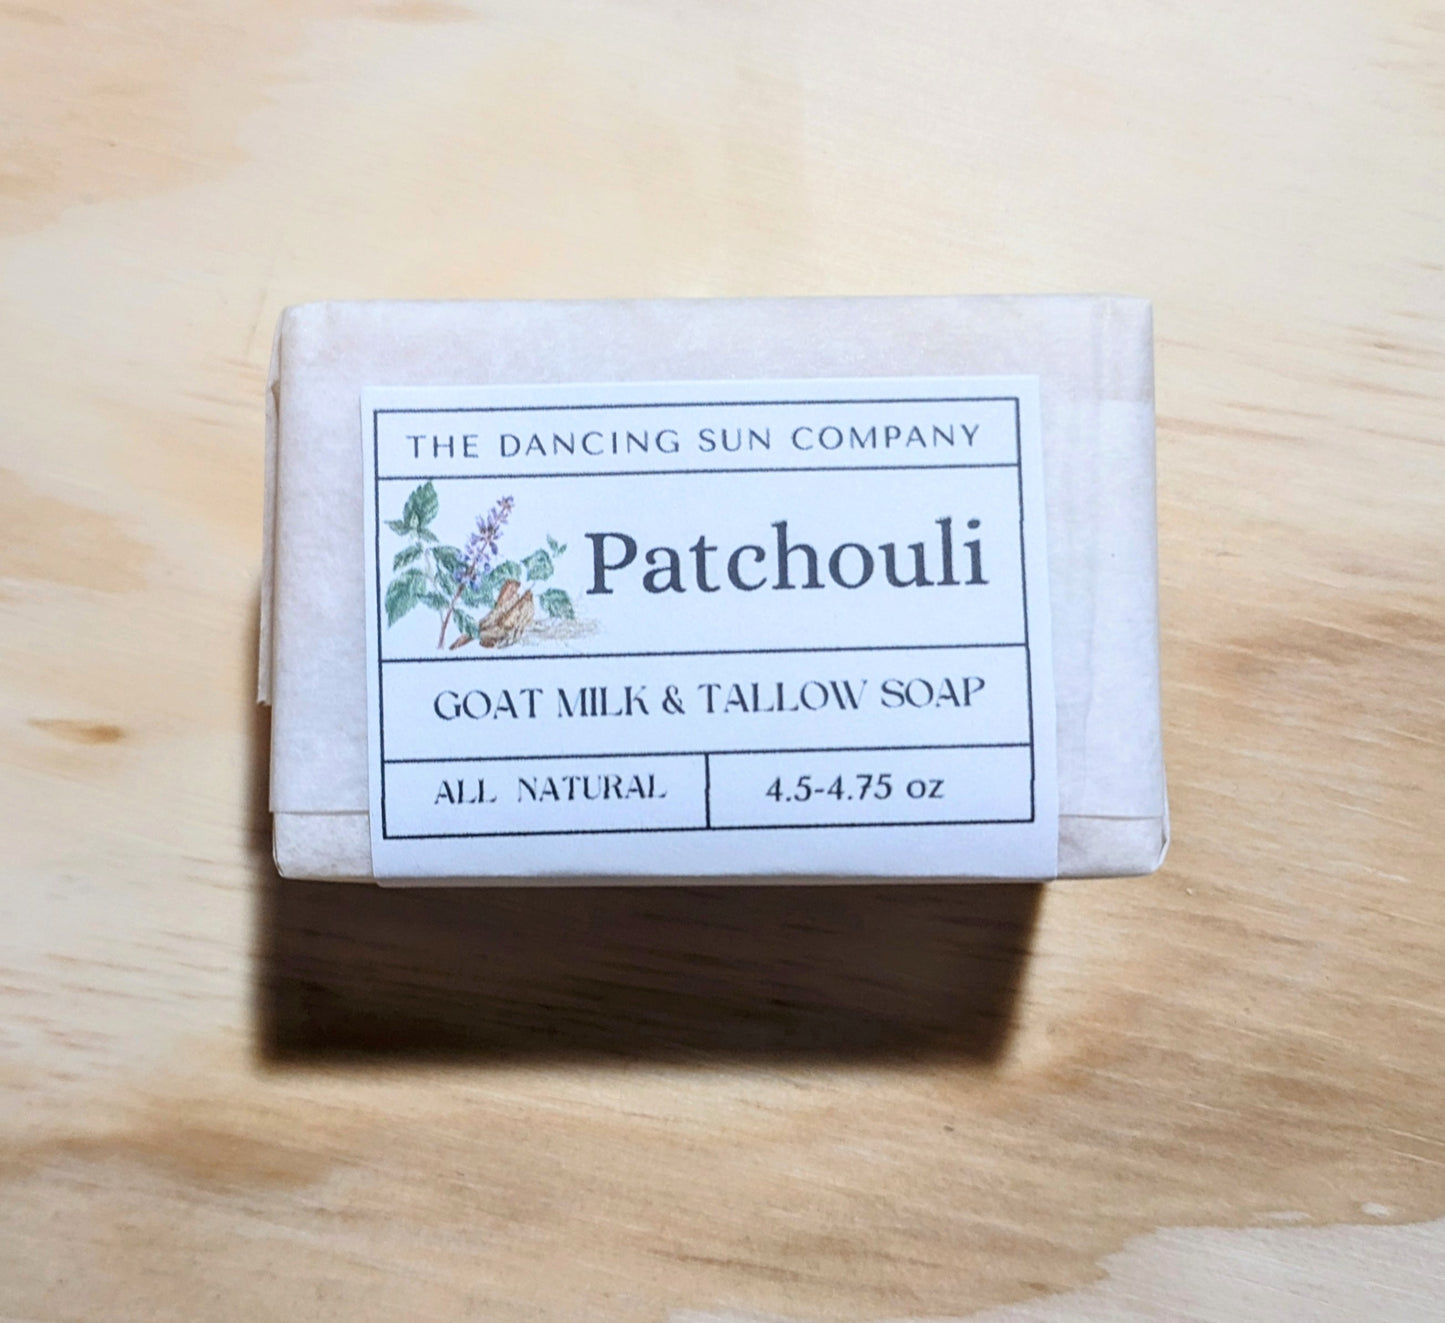 THE DANCING SUN COMPANY
Patchouli
GOAT MILK & TALLOW SOAP
ALL NATURAL
4.5-4.75 oz